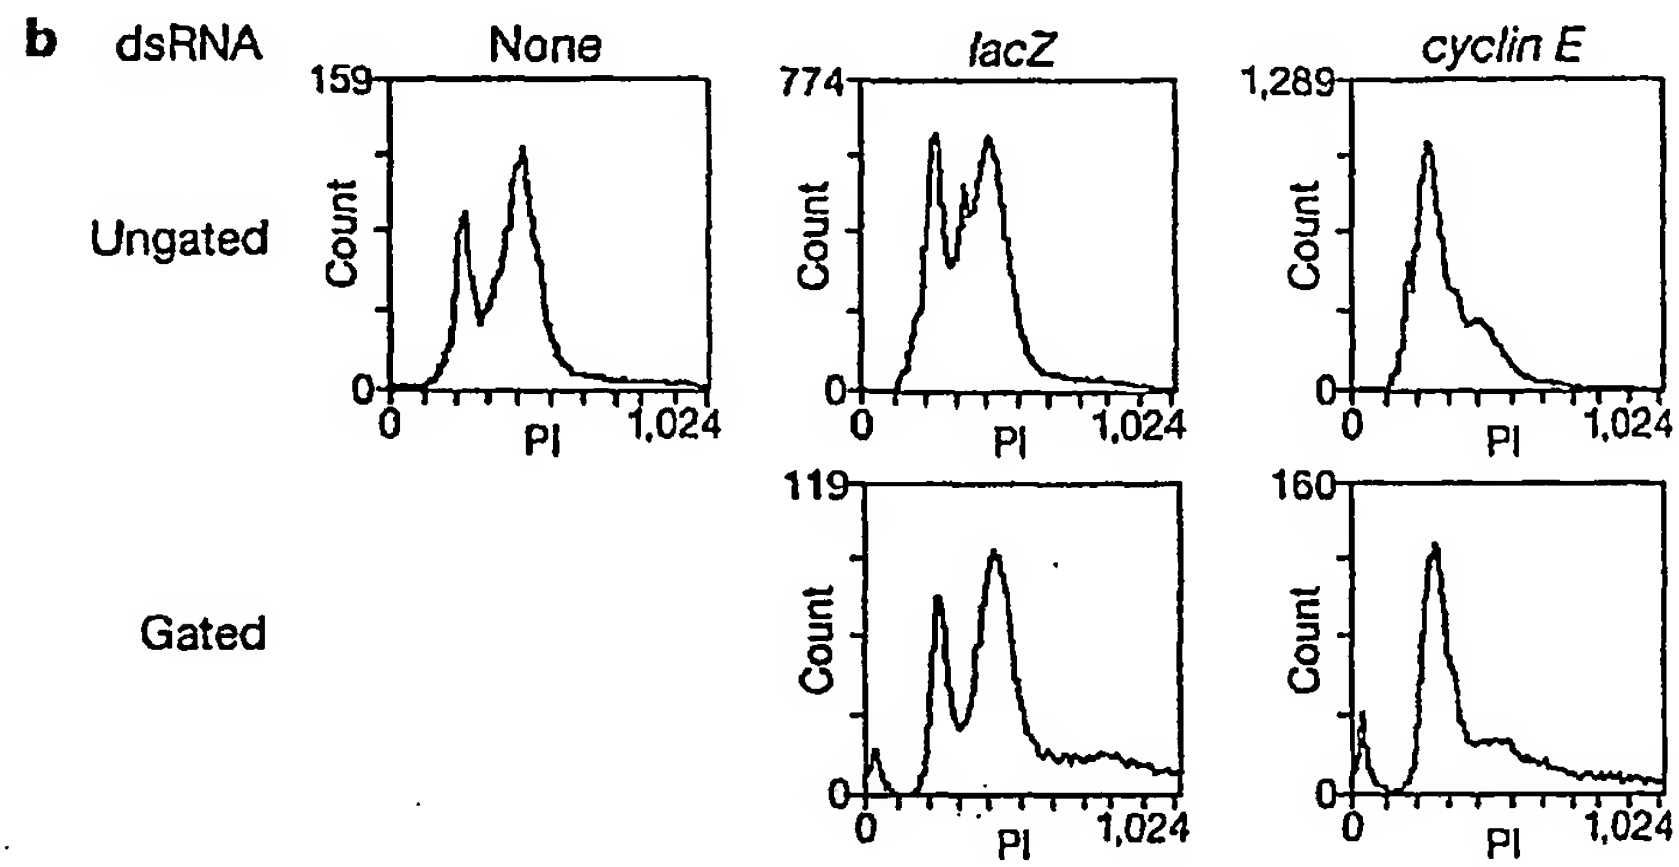 b dsRNA None lacZ cyclin E
159 774 1,289
Ungated Count Count Count
0 0 0
0 1,024 0 1,024 0 1,024
PI PI PI
119 160
Gated Count Count
0 0
0 1,024 0 1,024
PI PI